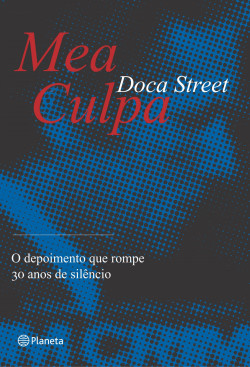 Mea
Doca Street
Culpa
O depoimento que rompe
30 anos de silêncio
Planeta